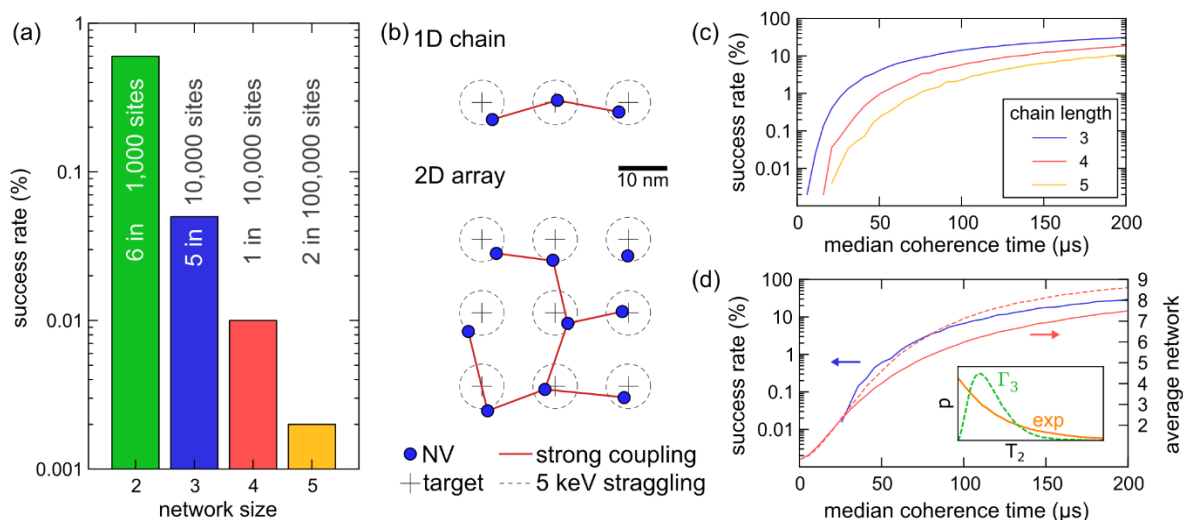 (a)
success rate (%)
1
0.1
0.01
0.001
6 in 1,000 sites
5 in 10,000 sites
1 in 10,000 sites
2 in 100,000 sites
2 3 4 5
network size
(b)
1D chain
10 nm
2D array
NV
strong coupling
target
5 keV straggling
(c)
success rate (%)
100
10
1
0.1
0.01
chain length
3
4
5
0 50 100 150 200
median coherence time (μs)
(d)
success rate (%)
100
10
1
0.1
0.01
9
8
7
6
5
4
3
2
average network
p
Γ3
exp
T2
0 50 100 150 200
median coherence time (μs)